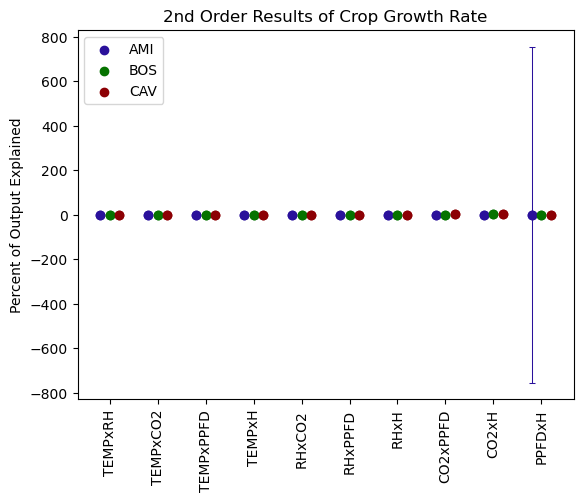 2nd Order Results of Crop Growth Rate
AMI
BOS
CAV
Percent of Output Explained
800
600
400
200
0
−200
−400
−600
−800
TEMPxRH
TEMPxCO2
TEMPxPPFD
TEMPxH
RHxCO2
RHxPPFD
RHxH
CO2xPPFD
CO2xH
PPFDxH